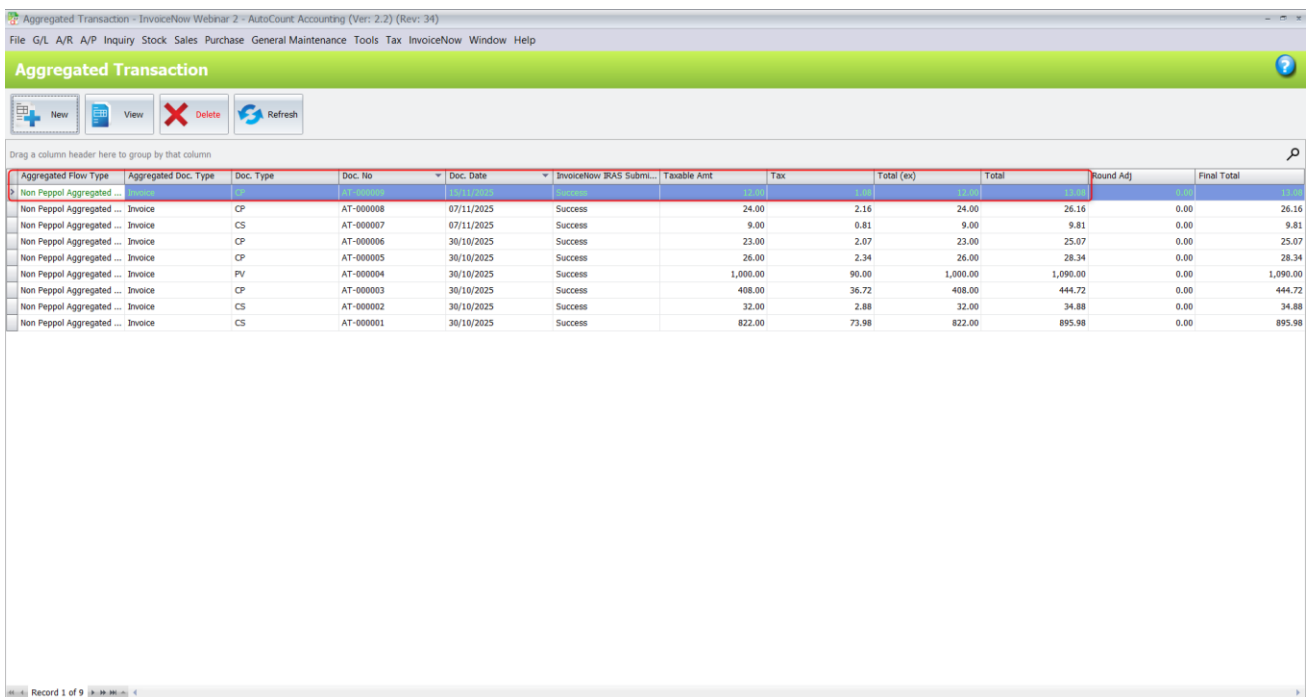 Aggregated Transaction - InvoiceNow Webinar 2 - AutoCount Accounting (Ver: 2.2) (Rev: 34)
File G/L A/R A/P Inquiry Stock Sales Purchase General Maintenance Tools Tax InvoiceNow Window Help
Aggregated Transaction
New View Delete Refresh
Drag a column header here to group by that column
Aggregated Flow Type Aggregated Doc. Type Doc. Type Doc. No Doc. Date InvoiceNow IRAS Submi... Taxable Amt Tax Total (ex) Total Round Adj Final Total
Non Peppol Aggregated ... Invoice CP AT-000009 15/11/2025 Success 12.00 1.08 12.00 13.08 0.00 13.08
Non Peppol Aggregated ... Invoice CP AT-000008 07/11/2025 Success 24.00 2.16 24.00 26.16 0.00 26.16
Non Peppol Aggregated ... Invoice CS AT-000007 07/11/2025 Success 9.00 0.81 9.00 9.81 0.00 9.81
Non Peppol Aggregated ... Invoice CP AT-000006 30/10/2025 Success 23.00 2.07 23.00 25.07 0.00 25.07
Non Peppol Aggregated ... Invoice CP AT-000005 30/10/2025 Success 26.00 2.34 26.00 28.34 0.00 28.34
Non Peppol Aggregated ... Invoice PV AT-000004 30/10/2025 Success 1,000.00 90.00 1,000.00 1,090.00 0.00 1,090.00
Non Peppol Aggregated ... Invoice CP AT-000003 30/10/2025 Success 408.00 36.72 408.00 444.72 0.00 444.72
Non Peppol Aggregated ... Invoice CS AT-000002 30/10/2025 Success 32.00 2.88 32.00 34.88 0.00 34.88
Non Peppol Aggregated ... Invoice CS AT-000001 30/10/2025 Success 822.00 73.98 822.00 895.98 0.00 895.98
Record 1 of 9